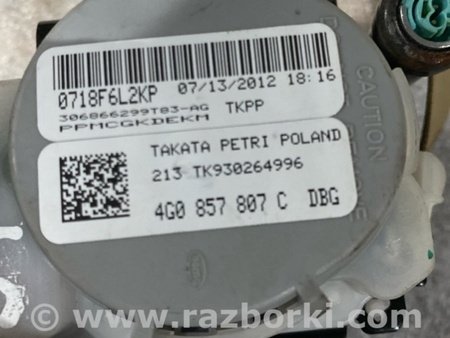 0718F6L2KP 07/13/2012 18:16
306866299T83-AG TKPP
PPMCGKDEKM
TAKATA PETRI POLAND
213 TK930264996
4G0 857 807 C DBG
CAUTION
www.razborki.com